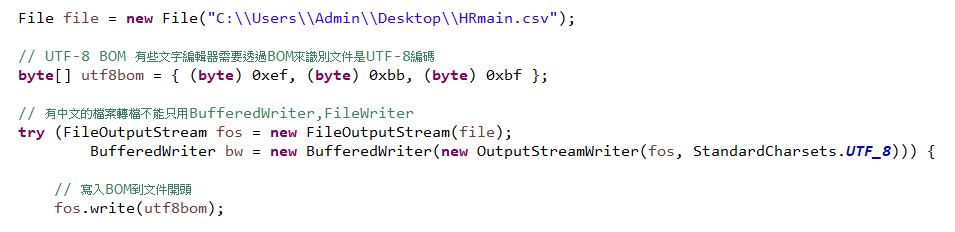 File file = new File("C:\\Users\\Admin\\Desktop\\HRmain.csv");
// UTF-8 BOM 有些文字編輯器需要透過BOM來識別文件是UTF-8編碼
byte[] utf8bom = { (byte) 0xef, (byte) 0xbb, (byte) 0xbf };
// 有中文的檔案轉檔不能只用BufferedWriter,FileWriter
try (FileOutputStream fos = new FileOutputStream(file);
BufferedWriter bw = new BufferedWriter(new OutputStreamWriter(fos, StandardCharsets.UTF_8))) {
// 寫入BOM到文件開頭
fos.write(utf8bom);